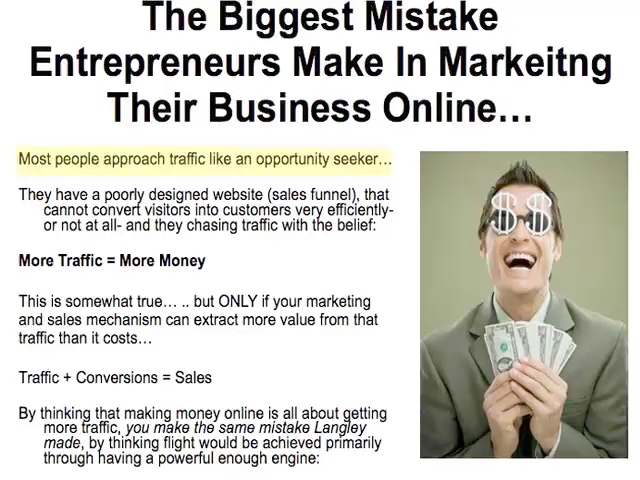 The Biggest Mistake
Entrepreneurs Make In Markeitng
Their Business Online…
Most people approach traffic like an opportunity seeker…
They have a poorly designed website (sales funnel), that
cannot convert visitors into customers very efficiently-
or not at all- and they chasing traffic with the belief:
More Traffic = More Money
This is somewhat true… .. but ONLY if your marketing
and sales mechanism can extract more value from that
traffic than it costs…
Traffic + Conversions = Sales
By thinking that making money online is all about getting
more traffic, you make the same mistake Langley
made, by thinking flight would be achieved primarily
through having a powerful enough engine: